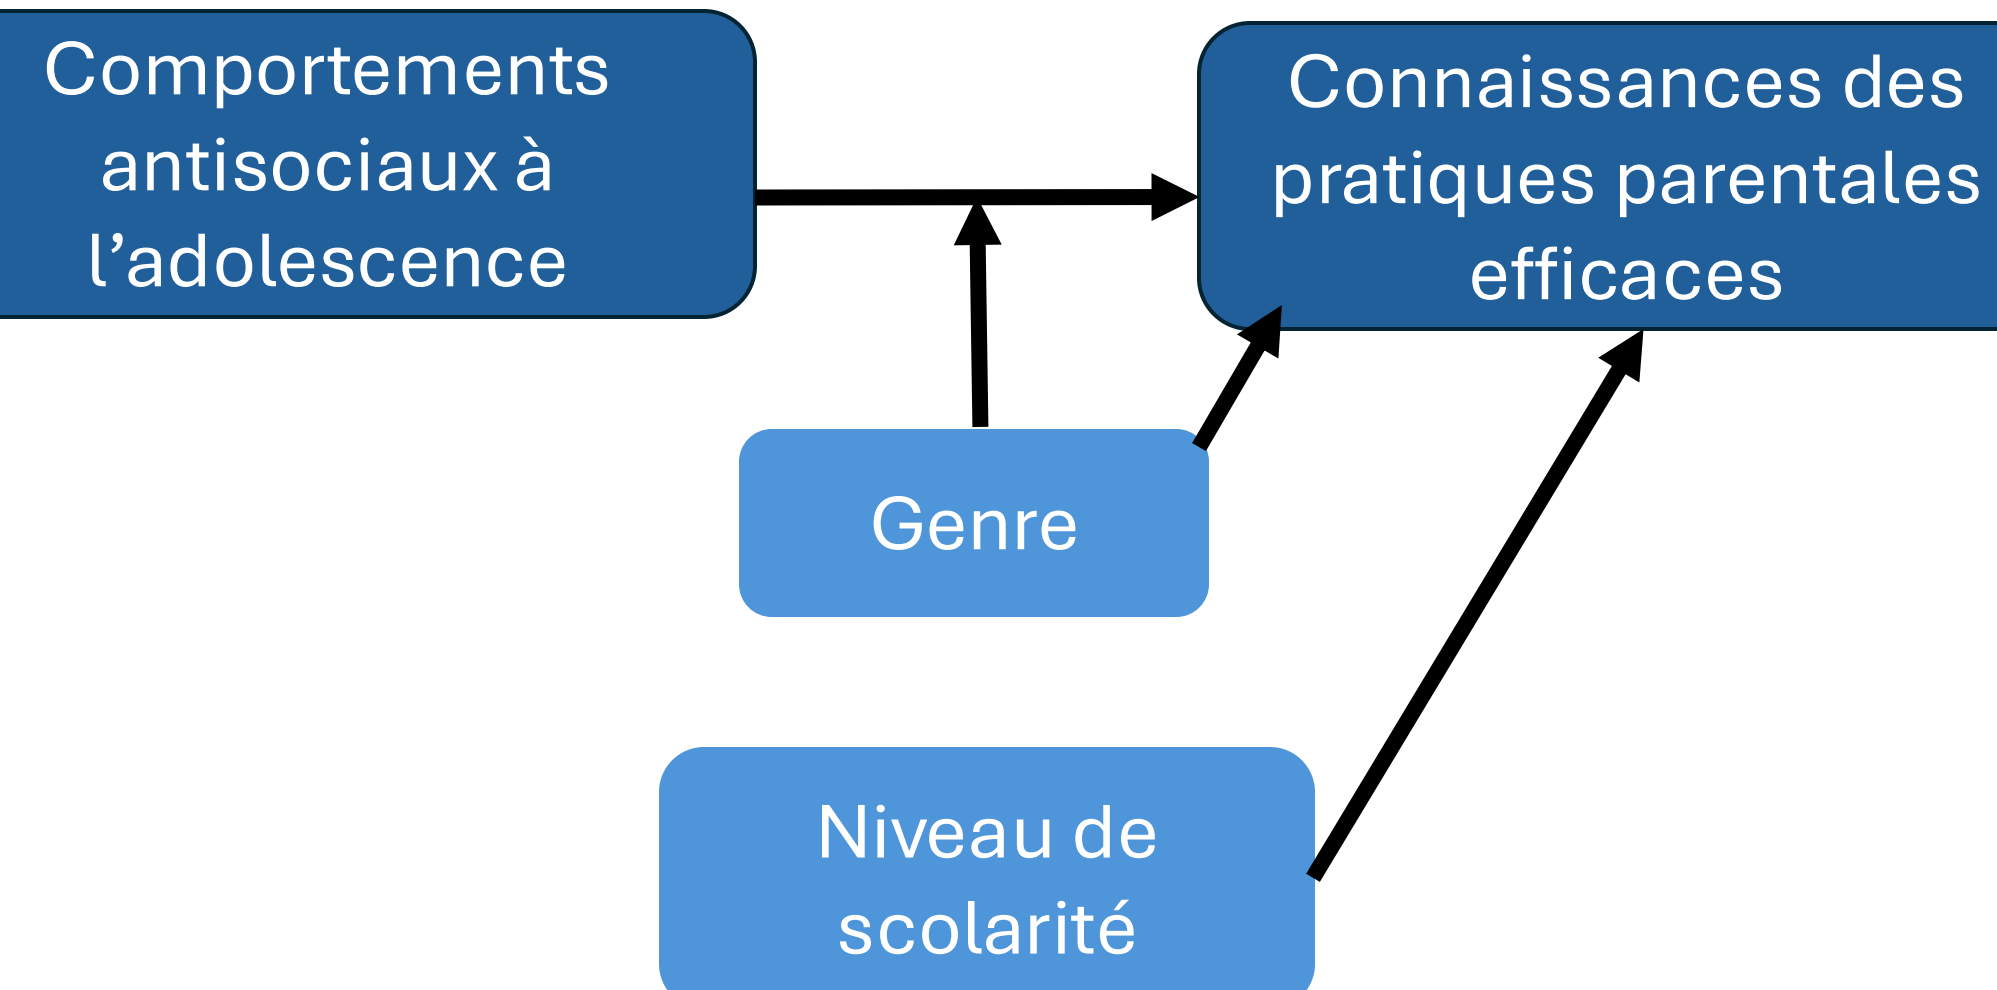 Comportements
antisociaux à
l’adolescence
Connaissances des
pratiques parentales
efficaces
Genre
Niveau de
scolarité